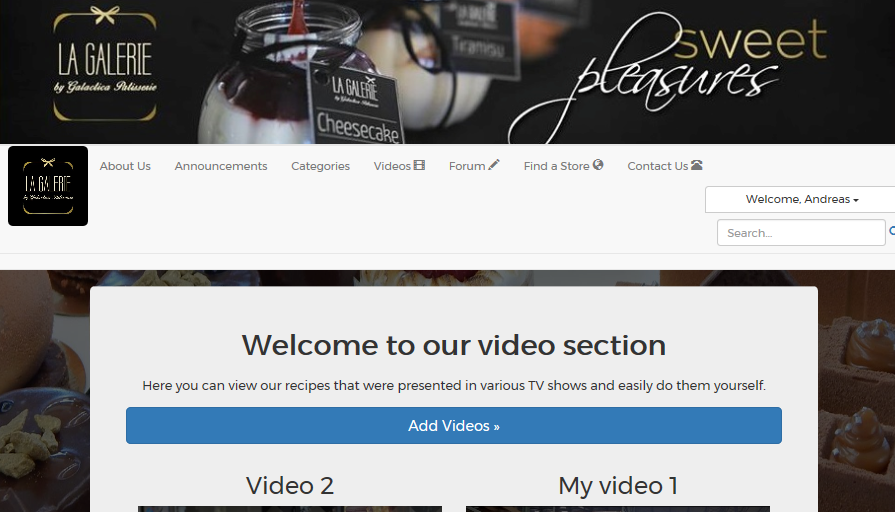 LA GALERIE
by Galactica Patisserie
LA GALERIE
by Galactica Patisserie
Cheesecake
Tiramisu
sweet
pleasures
LA GALERIE
by Galactica Patisserie
About Us
Announcements
Categories
Videos
Forum
Find a Store
Contact Us
Welcome, Andreas
Search...
Welcome to our video section
Here you can view our recipes that were presented in various TV shows and easily do them yourself.
Add Videos »
Video 2
My video 1